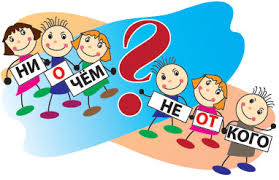 НИ О ЧЁМ
?
НЕ ОТ КОГО